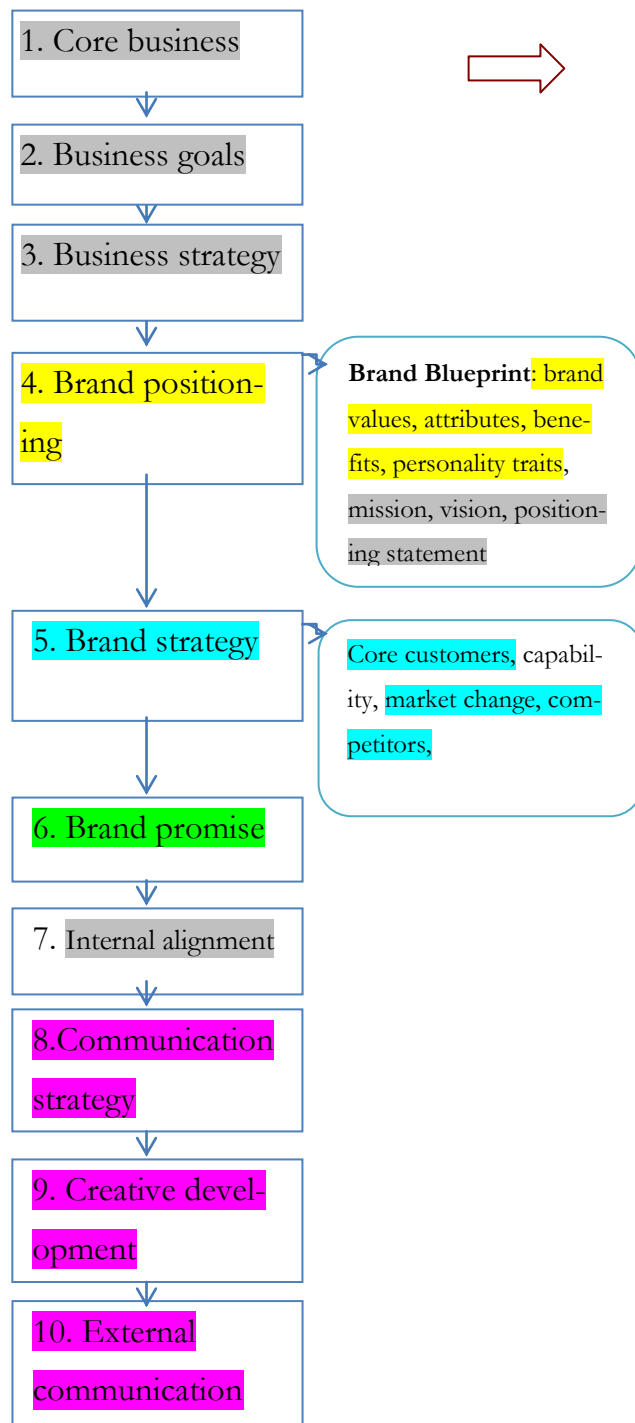 1. Core business
2. Business goals
3. Business strategy
4. Brand position-
ing
Brand Blueprint: brand
values, attributes, bene-
fits, personality traits,
mission, vision, position-
ing statement
5. Brand strategy
Core customers, capabil-
ity, market change, com-
petitors,
6. Brand promise
7. Internal alignment
8.Communication
strategy
9. Creative devel-
opment
10. External
communication